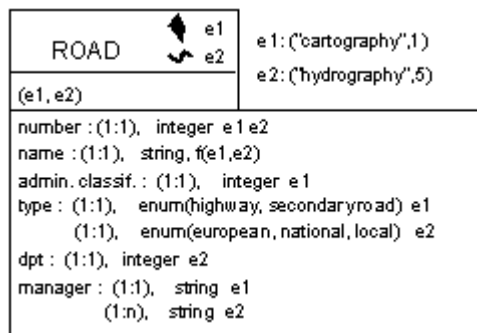 ROAD
e1
e2
e1: ("cartography",1)
e2: ("hydrography",5)
(e1, e2)
number : (1:1), integer e1 e2
name : (1:1), string, f(e1,e2)
admin. classif. : (1:1), integer e1
type : (1:1), enum(highway, secondaryroad) e1
(1:1), enum(european, national, local) e2
dpt : (1:1), integer e2
manager : (1:1), string e1
(1:n), string e2